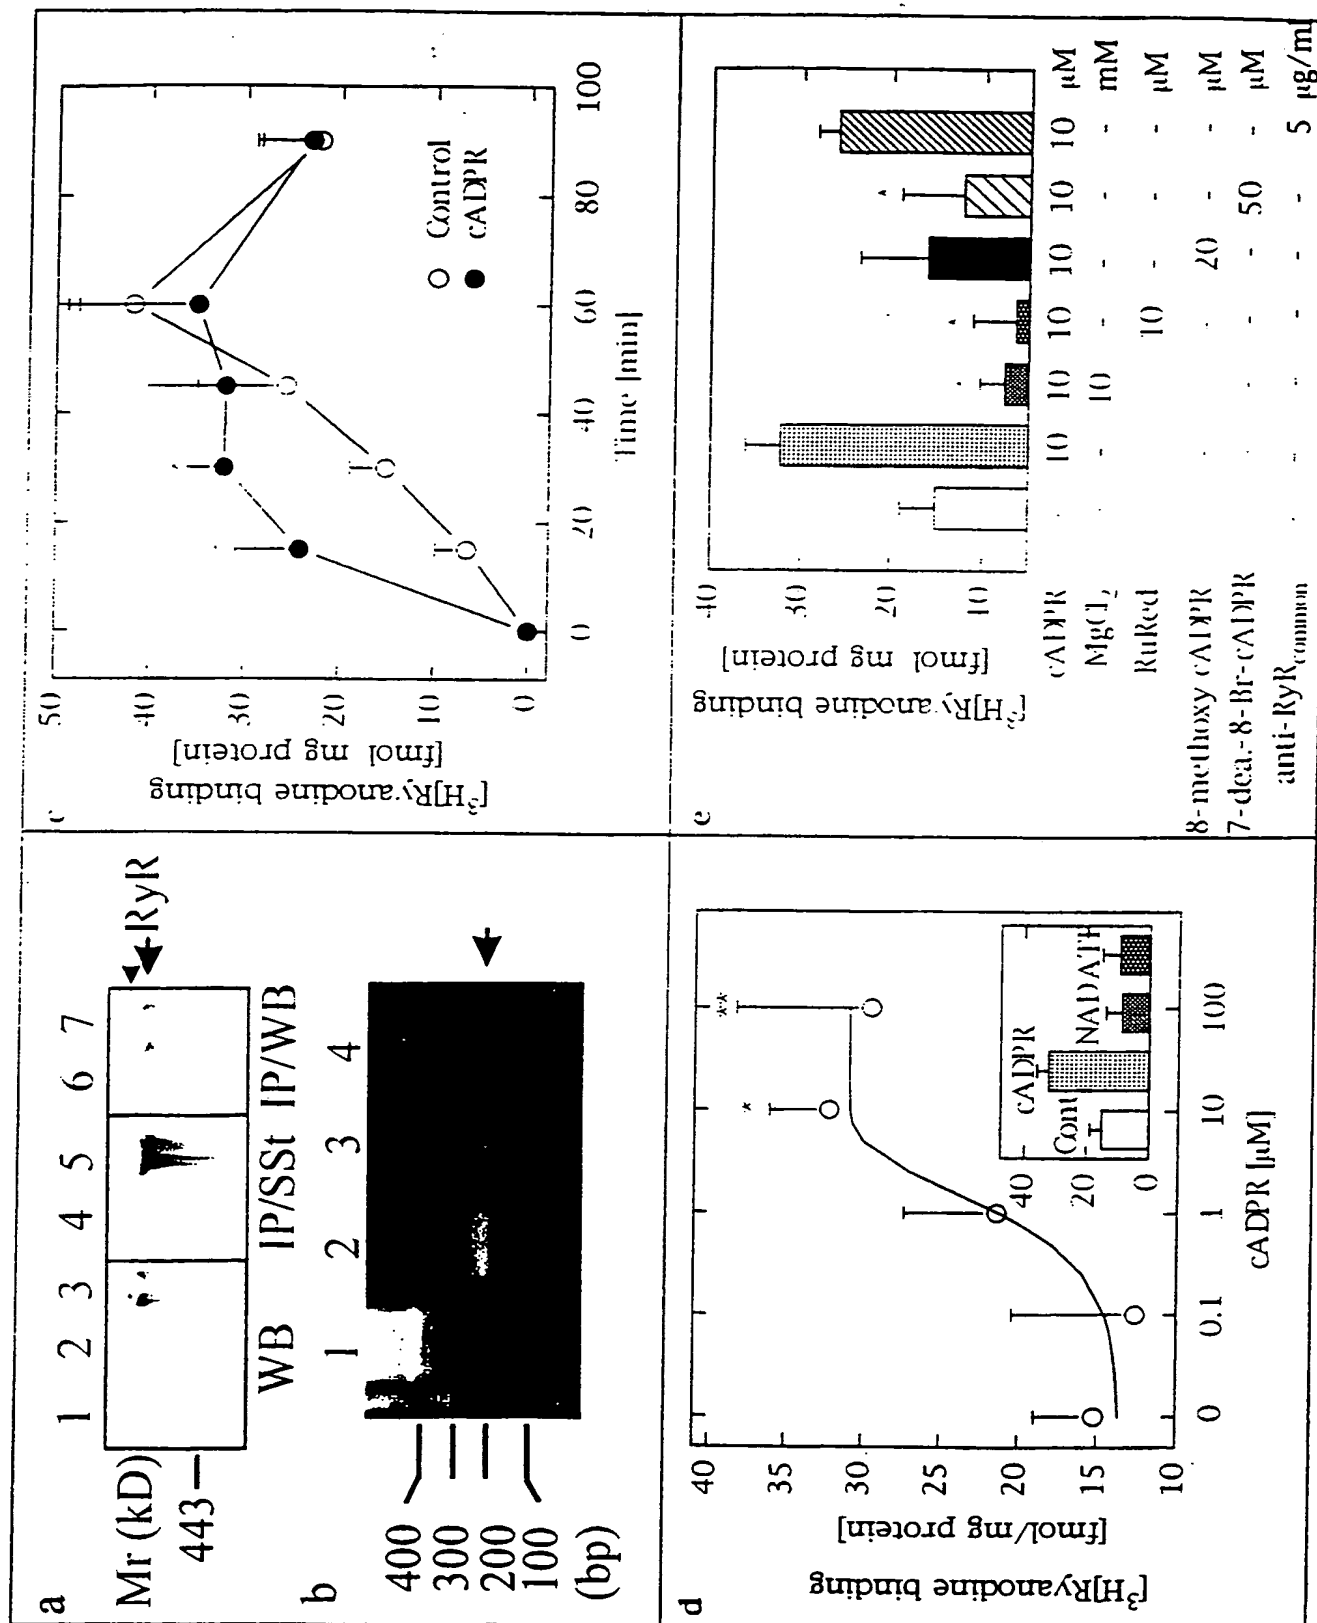 a
1 2 3 4 5 6 7
Mr (kD)
443
RyR
WB IP/SSt IP/WB
b
1 2 3 4
400
300
200
100
(bp)
c
[³H]Ryanodine binding
[fmol mg protein]
50
40
30
20
10
0
Control
cADPR
0 20 40 60 80 100
Time [min]
d
[³H]Ryanodine binding
[fmol/mg protein]
40
35
30
25
20
15
10
*
**
40
20
0
Cont
cADPR
NAD
0 0.1 1 10 100
cADPR [µM]
e
[³H]Ryanodine binding
[fmol mg protein]
40
30
20
10
cADPR 10 10 10 10 10 10 µM
MgCl₂ - 10 - - - - mM
RuRed 10 - - - µM
8-methoxy cADPR 20 - - µM
7-dea.-8-Br-cADPR - - 50 - µM
anti-RyR common - - - 5 µg/ml